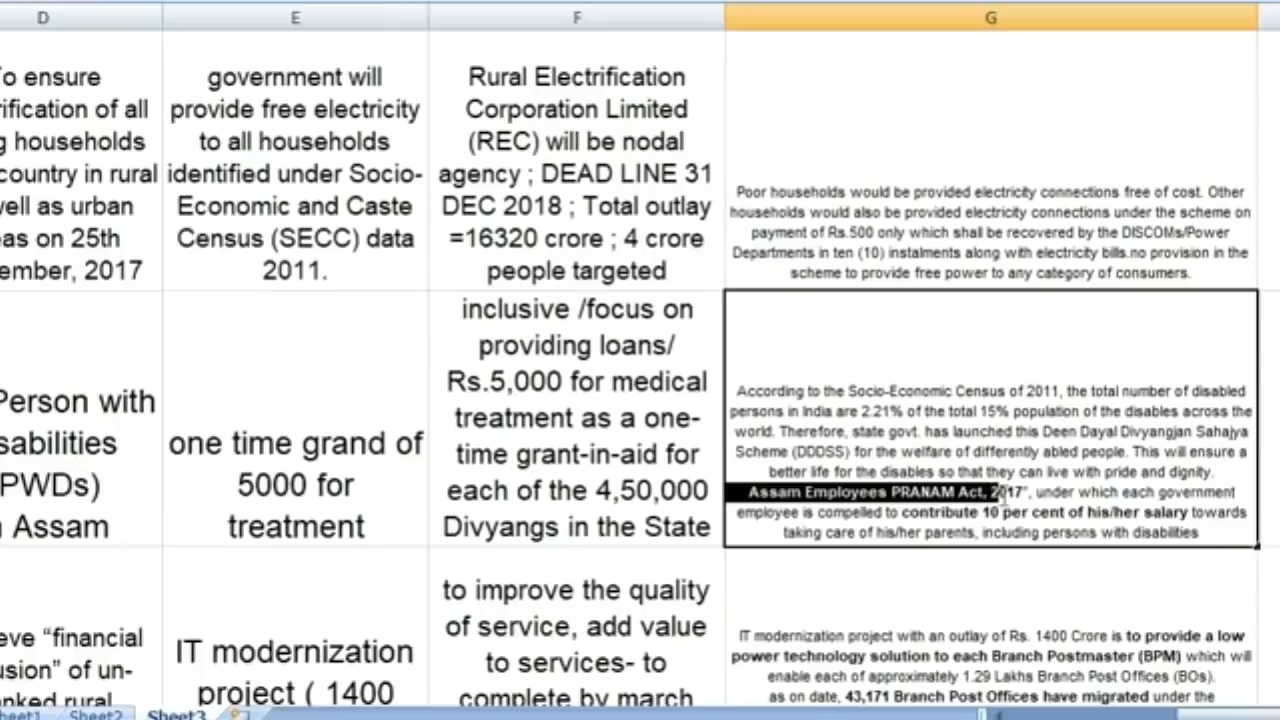 D E F G
To ensure
rification of all
g households
country in rural
well as urban
as on 25th
ember, 2017
government will
provide free electricity
to all households
identified under Socio-
Economic and Caste
Census (SECC) data
2011.
Rural Electrification
Corporation Limited
(REC) will be nodal
agency ; DEAD LINE 31
DEC 2018 ; Total outlay
=16320 crore ; 4 crore
people targeted
Poor households would be provided electricity connections free of cost. Other
households would also be provided electricity connections under the scheme on
payment of Rs.500 only which shall be recovered by the DISCOMs/Power
Departments in ten (10) instalments along with electricity bills.no provision in the
scheme to provide free power to any category of consumers.
Person with
sabilities
PWDs)
Assam
one time grand of
5000 for
treatment
inclusive /focus on
providing loans/
Rs.5,000 for medical
treatment as a one-
time grant-in-aid for
each of the 4,50,000
Divyangs in the State
According to the Socio-Economic Census of 2011, the total number of disabled
persons in India are 2.21% of the total 15% population of the disables across the
world. Therefore, state govt. has launched this Deen Dayal Divyangjan Sahajya
Scheme (DDDSS) for the welfare of differently abled people. This will ensure a
better life for the disables so that they can live with pride and dignity.
Assam Employees PRANAM Act, 2017", under which each government
employee is compelled to contribute 10 per cent of his/her salary towards
taking care of his/her parents, including persons with disabilities
eve “financial
usion” of un-
anked rural
IT modernization
project ( 1400
to improve the quality
of service, add value
to services- to
complete by march
IT modernization project with an outlay of Rs. 1400 Crore is to provide a low
power technology solution to each Branch Postmaster (BPM) which will
enable each of approximately 1.29 Lakhs Branch Post Offices (BOs).
as on date, 43,171 Branch Post Offices have migrated under the
heet1 Sheet2 Sheet3